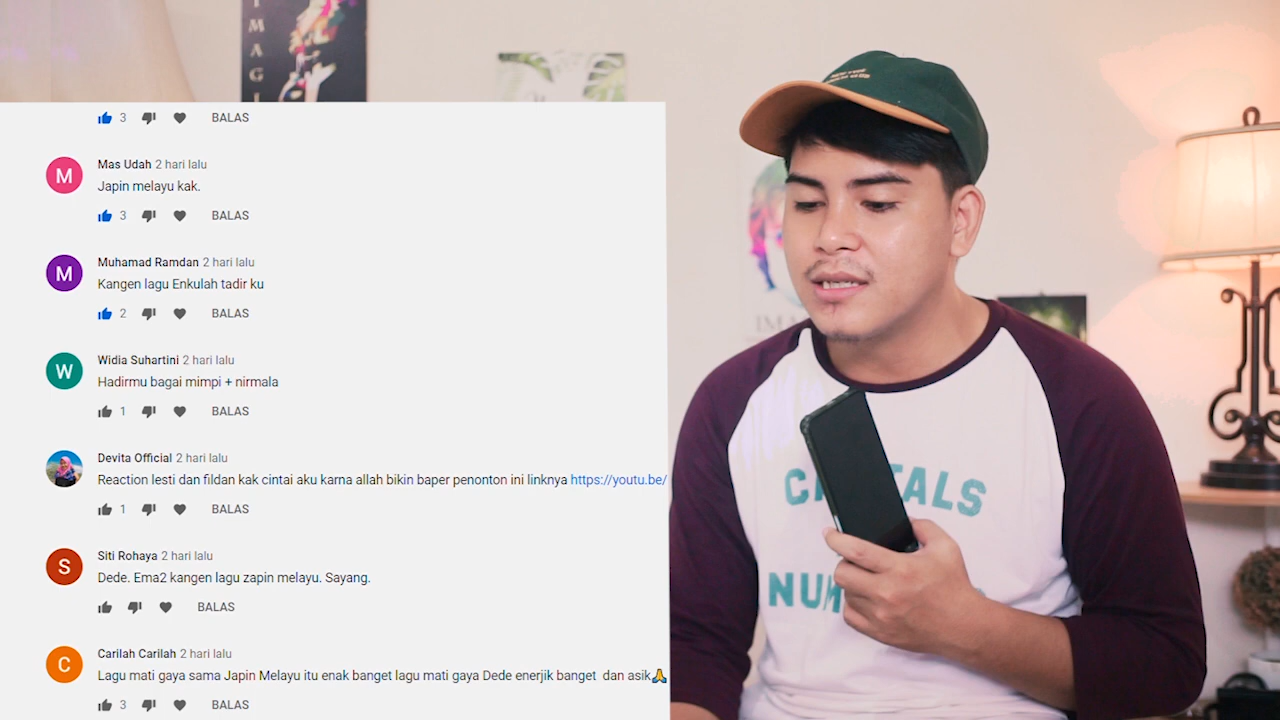 IMAGI
3 BALAS
Mas Udah 2 hari lalu
Japin melayu kak.
3 BALAS
Muhamad Ramdan 2 hari lalu
Kangen lagu Enkulah tadir ku
2 BALAS
Widia Suhartini 2 hari lalu
Hadirmu bagai mimpi + nirmala
1 BALAS
Devita Official 2 hari lalu
Reaction lesti dan fildan kak cintai aku karna allah bikin baper penonton ini linknya https://youtu.be/
1 BALAS
Siti Rohaya 2 hari lalu
Dede. Ema2 kangen lagu zapin melayu. Sayang.
BALAS
Carilah Carilah 2 hari lalu
Lagu mati gaya sama Japin Melayu itu enak banget lagu mati gaya Dede enerjik banget dan asik🙏
3 BALAS
M
M
W
S
C